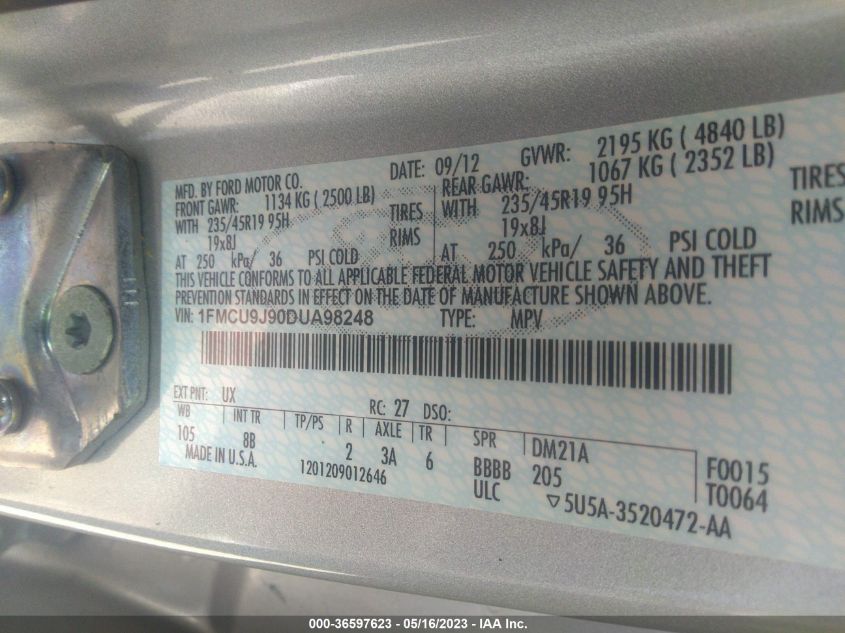 MFD. BY FORD MOTOR CO. DATE: 09/12 GVWR: 2195 KG ( 4840 LB)
FRONT GAWR: 1134 KG ( 2500 LB) REAR GAWR: 1067 KG ( 2352 LB)
WITH 235/45R19 95H TIRES WITH 235/45R19 95H TIRES
19x8J RIMS 19x8J RIMS
AT 250 kPa/ 36 PSI COLD AT 250 kPa/ 36 PSI COLD
THIS VEHICLE CONFORMS TO ALL APPLICABLE FEDERAL MOTOR VEHICLE SAFETY AND THEFT
PREVENTION STANDARDS IN EFFECT ON THE DATE OF MANUFACTURE SHOWN ABOVE.
VIN: 1FMCU9J90DUA98248 TYPE: MPV
EXT PNT: UX RC: 27 DSO:
WB INT TR TP/PS R AXLE TR SPR DM21A
105 8B 2 3A 6 BBBB 205 F0015
MADE IN U.S.A. 1201209012646 ULC ▽5U5A-3520472-AA T0064
000-36597623 - 05/16/2023 - IAA Inc.